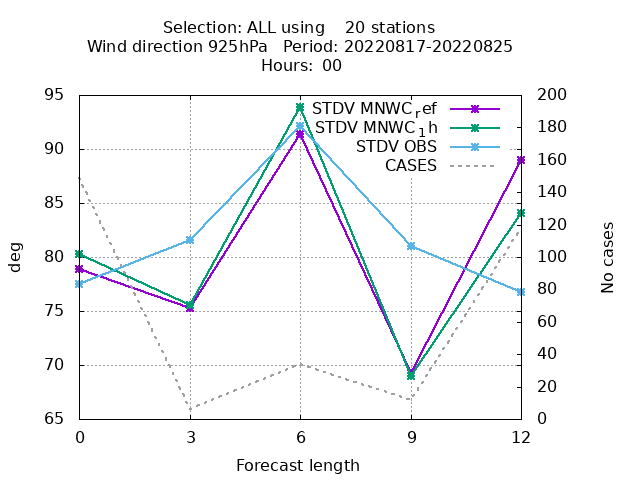 Selection: ALL using    20 stations
Wind direction 925hPa   Period: 20220817-20220825
Hours: 00
STDV MNWCref
STDV MNWC1h
STDV OBS
CASES
95
90
85
80
75
70
65
200
180
160
140
120
100
80
60
40
20
0
deg
No cases
0 3 6 9 12
Forecast length